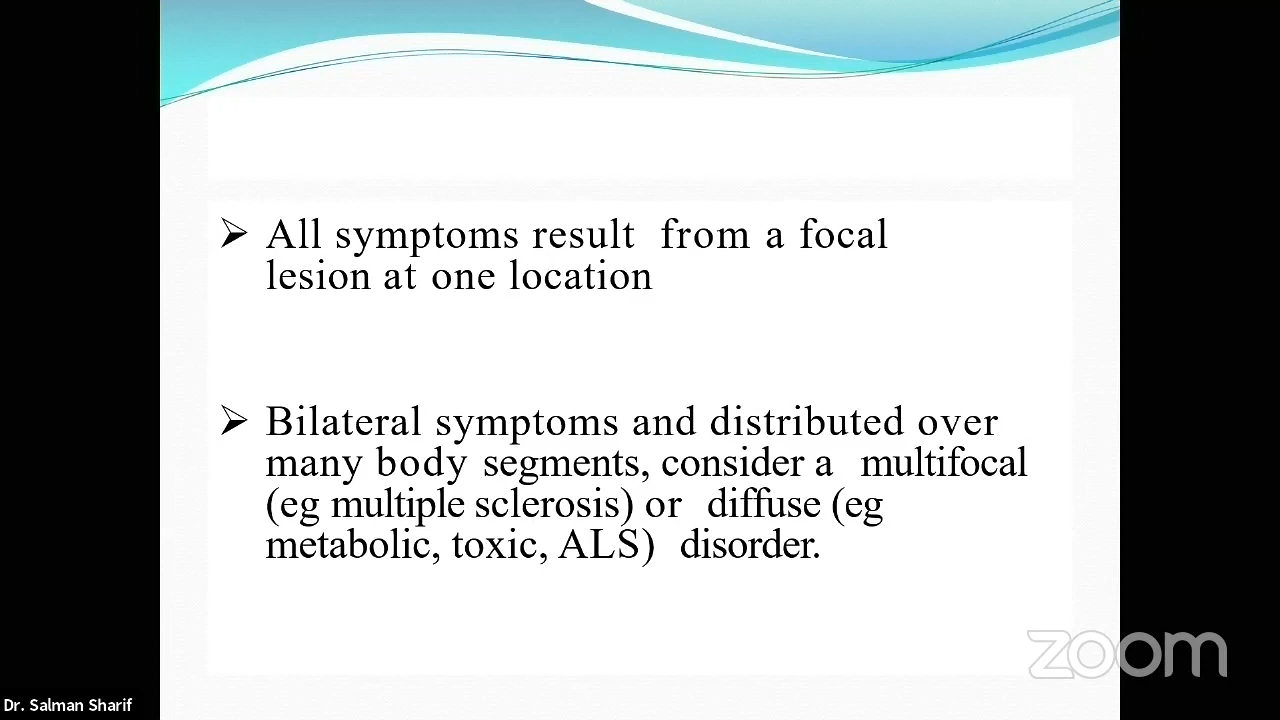 ➢ All symptoms result from a focal
lesion at one location
➢ Bilateral symptoms and distributed over
many body segments, consider a multifocal
(eg multiple sclerosis) or diffuse (eg
metabolic, toxic, ALS) disorder.
zoom
Dr. Salman Sharif